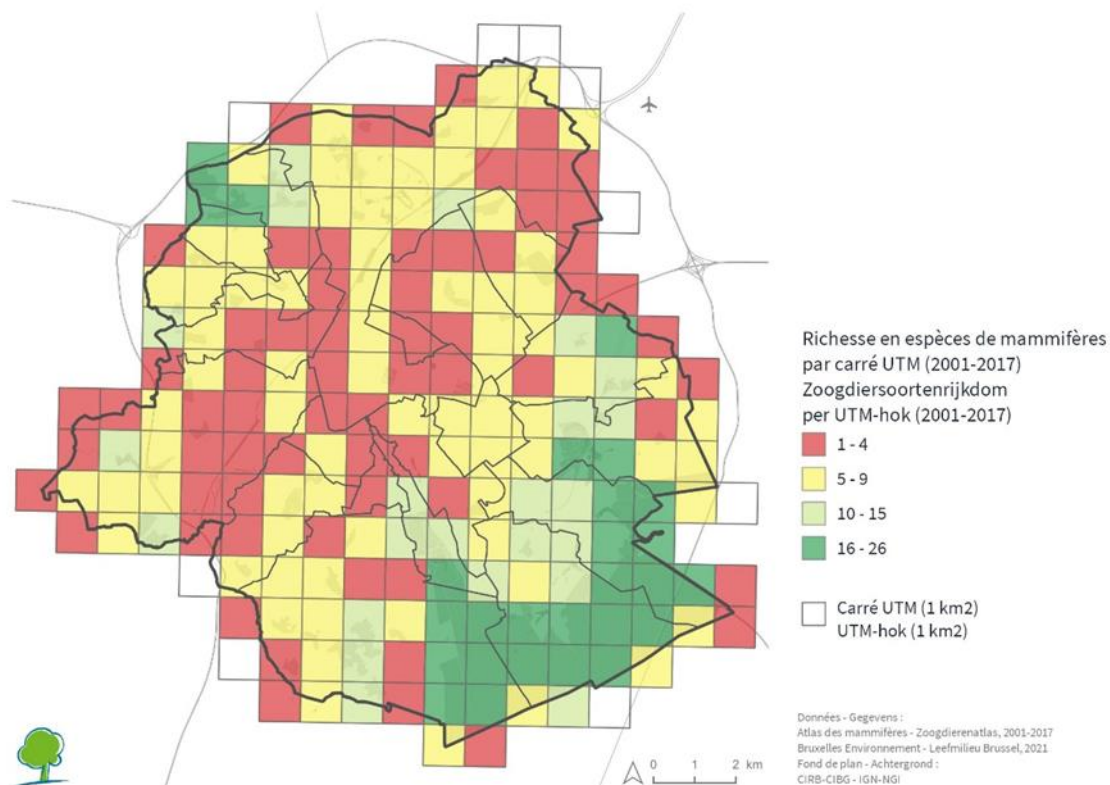 Richesse en espèces de mammifères
par carré UTM (2001-2017)
Zoogdiersoortenrijkdom
per UTM-hok (2001-2017)
1 - 4
5 - 9
10 - 15
16 - 26
Carré UTM (1 km2)
UTM-hok (1 km2)
Données - Gegevens :
Atlas des mammifères - Zoogdierenatlas, 2001-2017
Bruxelles Environnement - Leefmilieu Brussel, 2021
Fond de plan - Achtergrond :
CIRB-CIBG - IGN-NGI
0 1 2 km